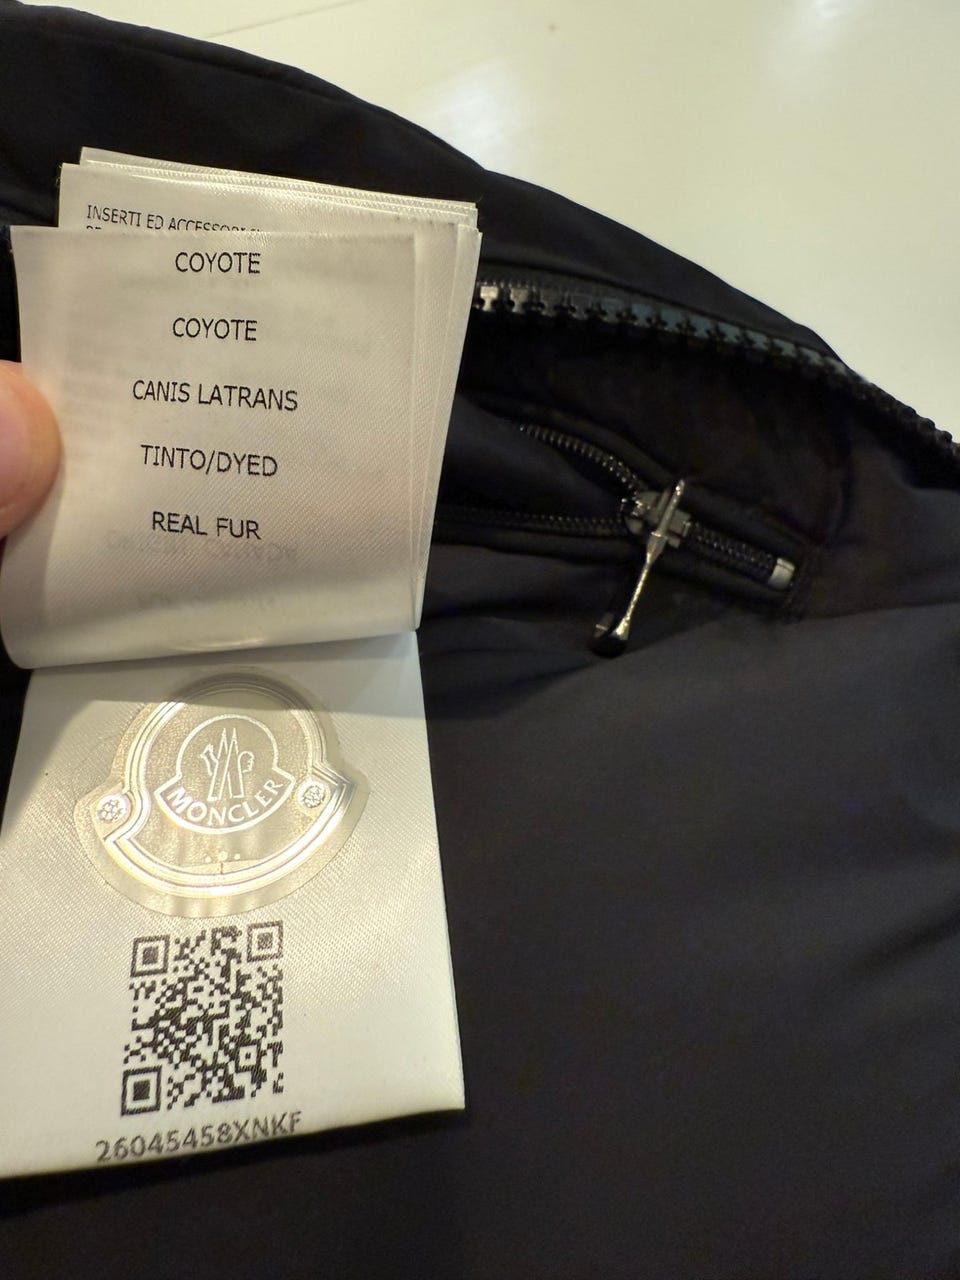 INSERTI ED ACCESSORI
COYOTE
COYOTE
CANIS LATRANS
TINTO/DYED
REAL FUR
MONCLER
26045458XNKF